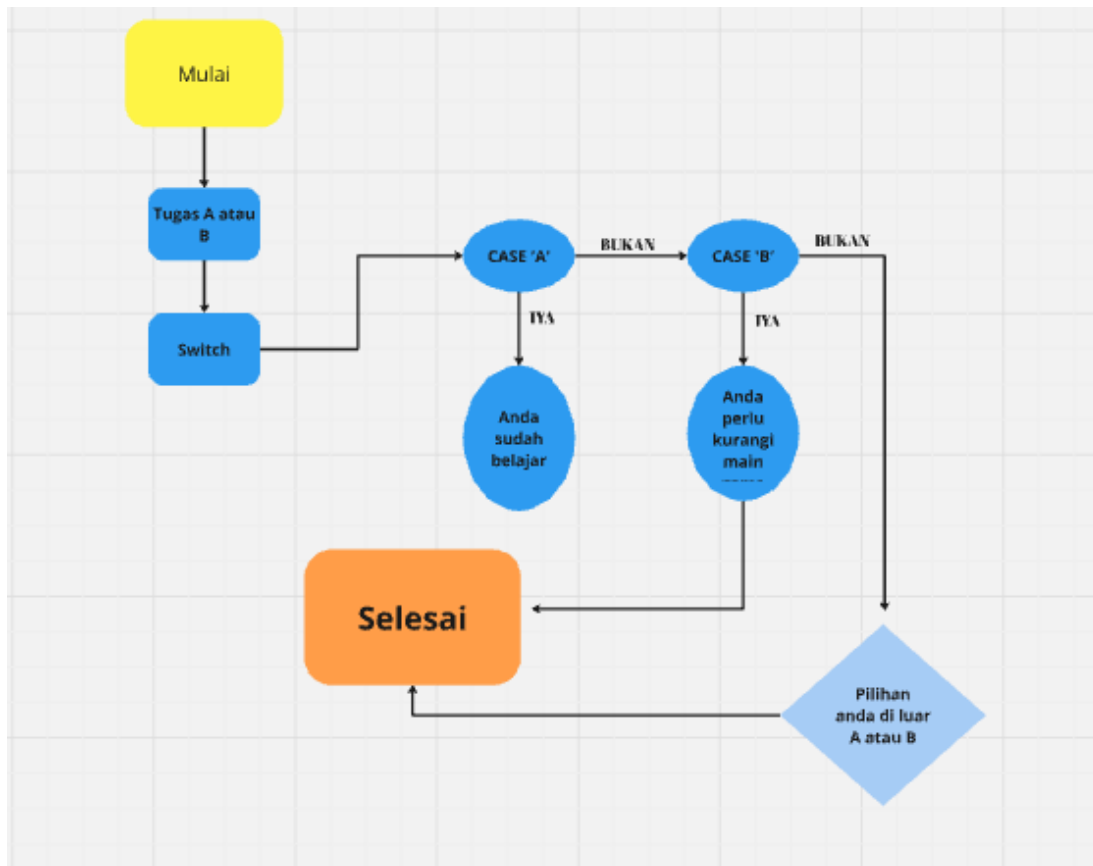 Mulai
Tugas A atau
B
Switch
CASE 'A'
BUKAN
CASE 'B'
BUKAN
IYA
IYA
Anda
sudah
belajar
Anda
perlu
kurangi
main
Selesai
Pilihan
anda di luar
A atau B